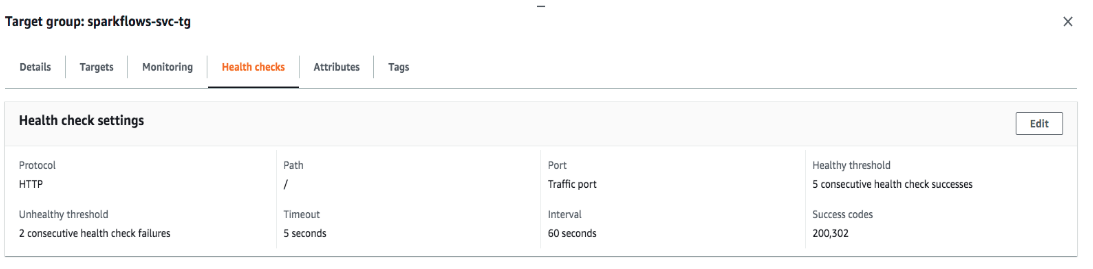 Target group: sparkflows-svc-tg
Details Targets Monitoring Health checks Attributes Tags
Health check settings
Edit
Protocol Path Port Healthy threshold
HTTP / Traffic port 5 consecutive health check successes
Unhealthy threshold Timeout Interval Success codes
2 consecutive health check failures 5 seconds 60 seconds 200,302